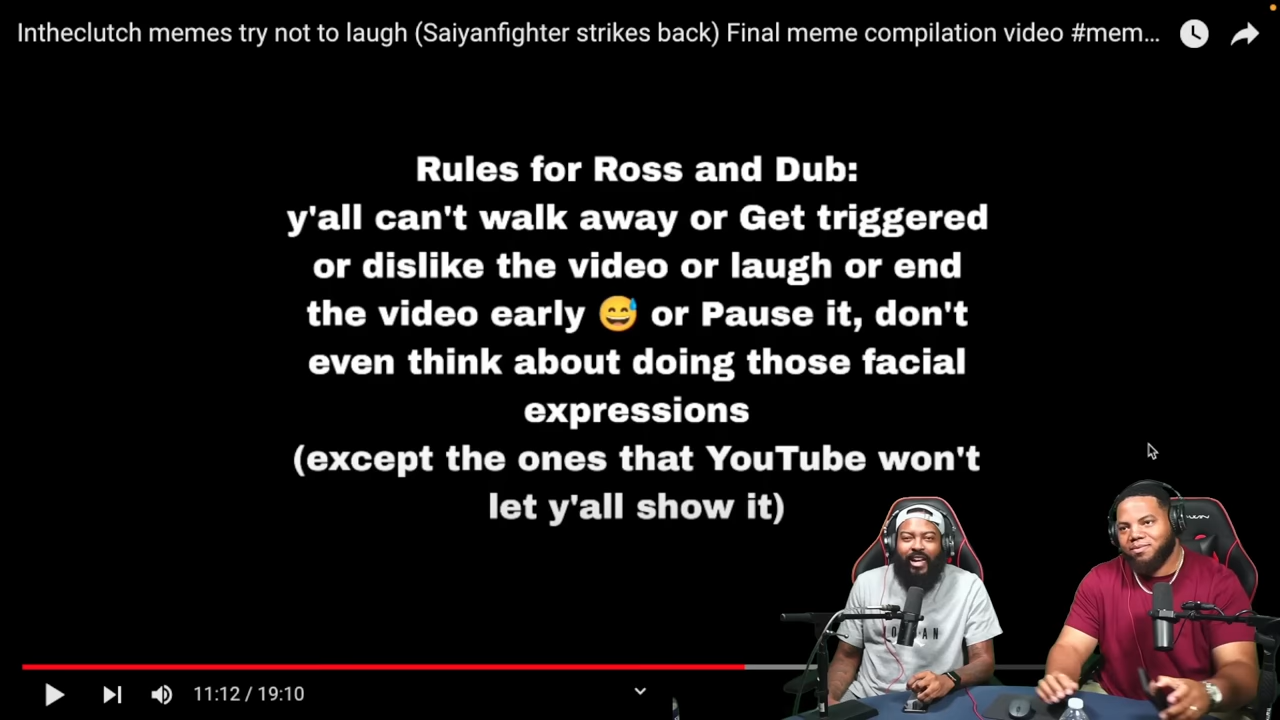 Intheclutch memes try not to laugh (Saiyanfighter strikes back) Final meme compilation video #mem...
Rules for Ross and Dub:
y'all can't walk away or Get triggered
or dislike the video or laugh or end
the video early 😅 or Pause it, don't
even think about doing those facial
expressions
(except the ones that YouTube won't
let y'all show it)
11:12 / 19:10